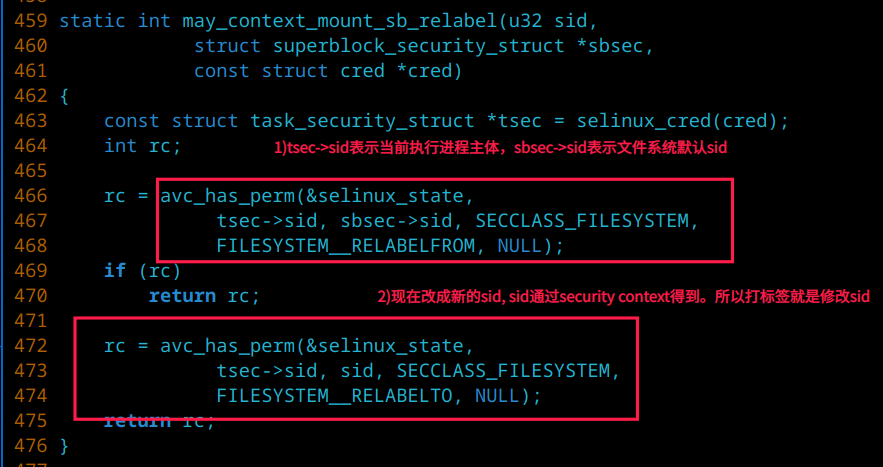 459 static int may_context_mount_sb_relabel(u32 sid,
460             struct superblock_security_struct *sbsec,
461             const struct cred *cred)
462 {
463     const struct task_security_struct *tsec = selinux_cred(cred);
464     int rc; 1)tsec->sid表示当前执行进程主体，sbsec->sid表示文件系统默认sid
465
466     rc = avc_has_perm(&selinux_state,
467               tsec->sid, sbsec->sid, SECCLASS_FILESYSTEM,
468               FILESYSTEM__RELABELFROM, NULL);
469     if (rc)
470         return rc; 2)现在改成新的sid, sid通过security context得到。所以打标签就是修改sid
471
472     rc = avc_has_perm(&selinux_state,
473               tsec->sid, sid, SECCLASS_FILESYSTEM,
474               FILESYSTEM__RELABELTO, NULL);
475     return rc;
476 }